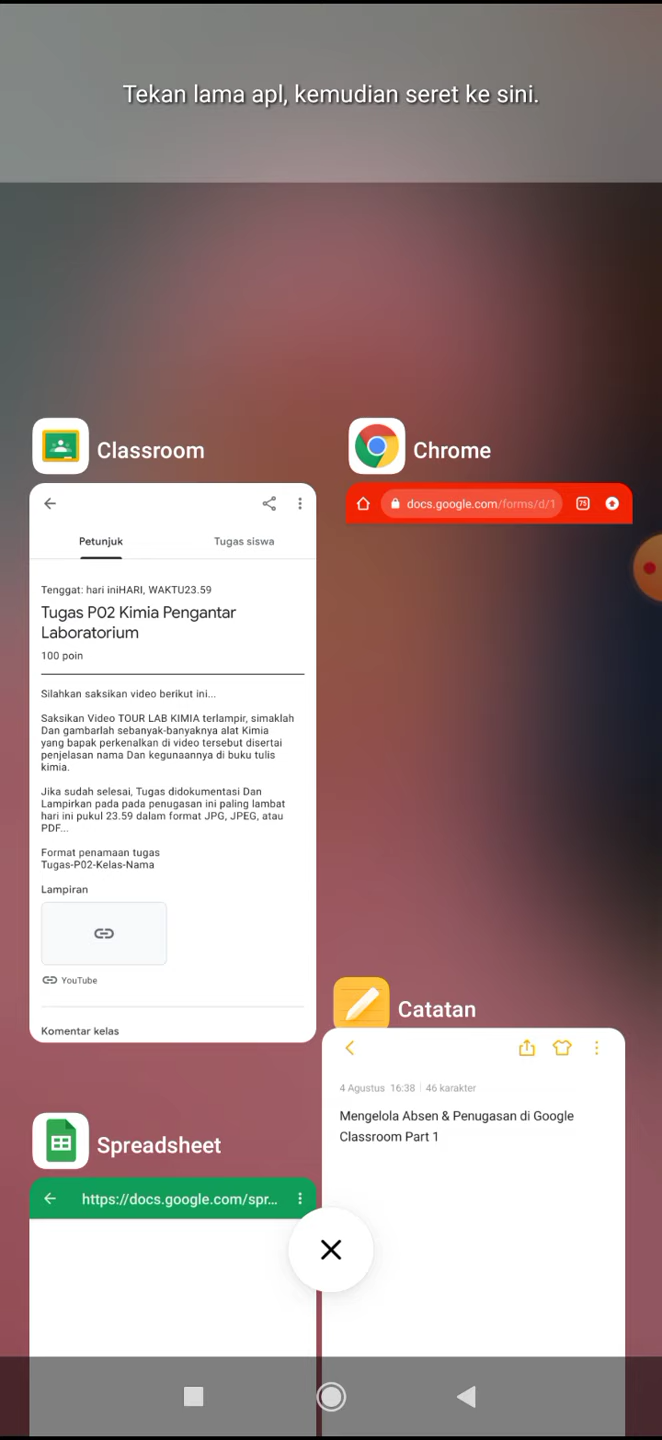 Tekan lama apl, kemudian seret ke sini.
Classroom
Petunjuk
Tugas siswa
Tenggat: hari iniHARI, WAKTU23.59
Tugas P02 Kimia Pengantar
Laboratorium
100 poin
Silahkan saksikan video berikut ini...
Saksikan Video TOUR LAB KIMIA terlampir, simaklah
Dan gambarlah sebanyak-banyaknya alat Kimia
yang bapak perkenalkan di video tersebut disertai
penjelasan nama Dan kegunaannya di buku tulis
kimia.
Jika sudah selesai, Tugas didokumentasi Dan
Lampirkan pada pada penugasan ini paling lambat
hari ini pukul 23.59 dalam format JPG, JPEG, atau
PDF...
Format penamaan tugas
Tugas-P02-Kelas-Nama
Lampiran
YouTube
Komentar kelas
Chrome
docs.google.com/forms/d/1
75
Catatan
4 Agustus 16:38 | 46 karakter
Mengelola Absen & Penugasan di Google
Classroom Part 1
Spreadsheet
https://docs.google.com/spr...